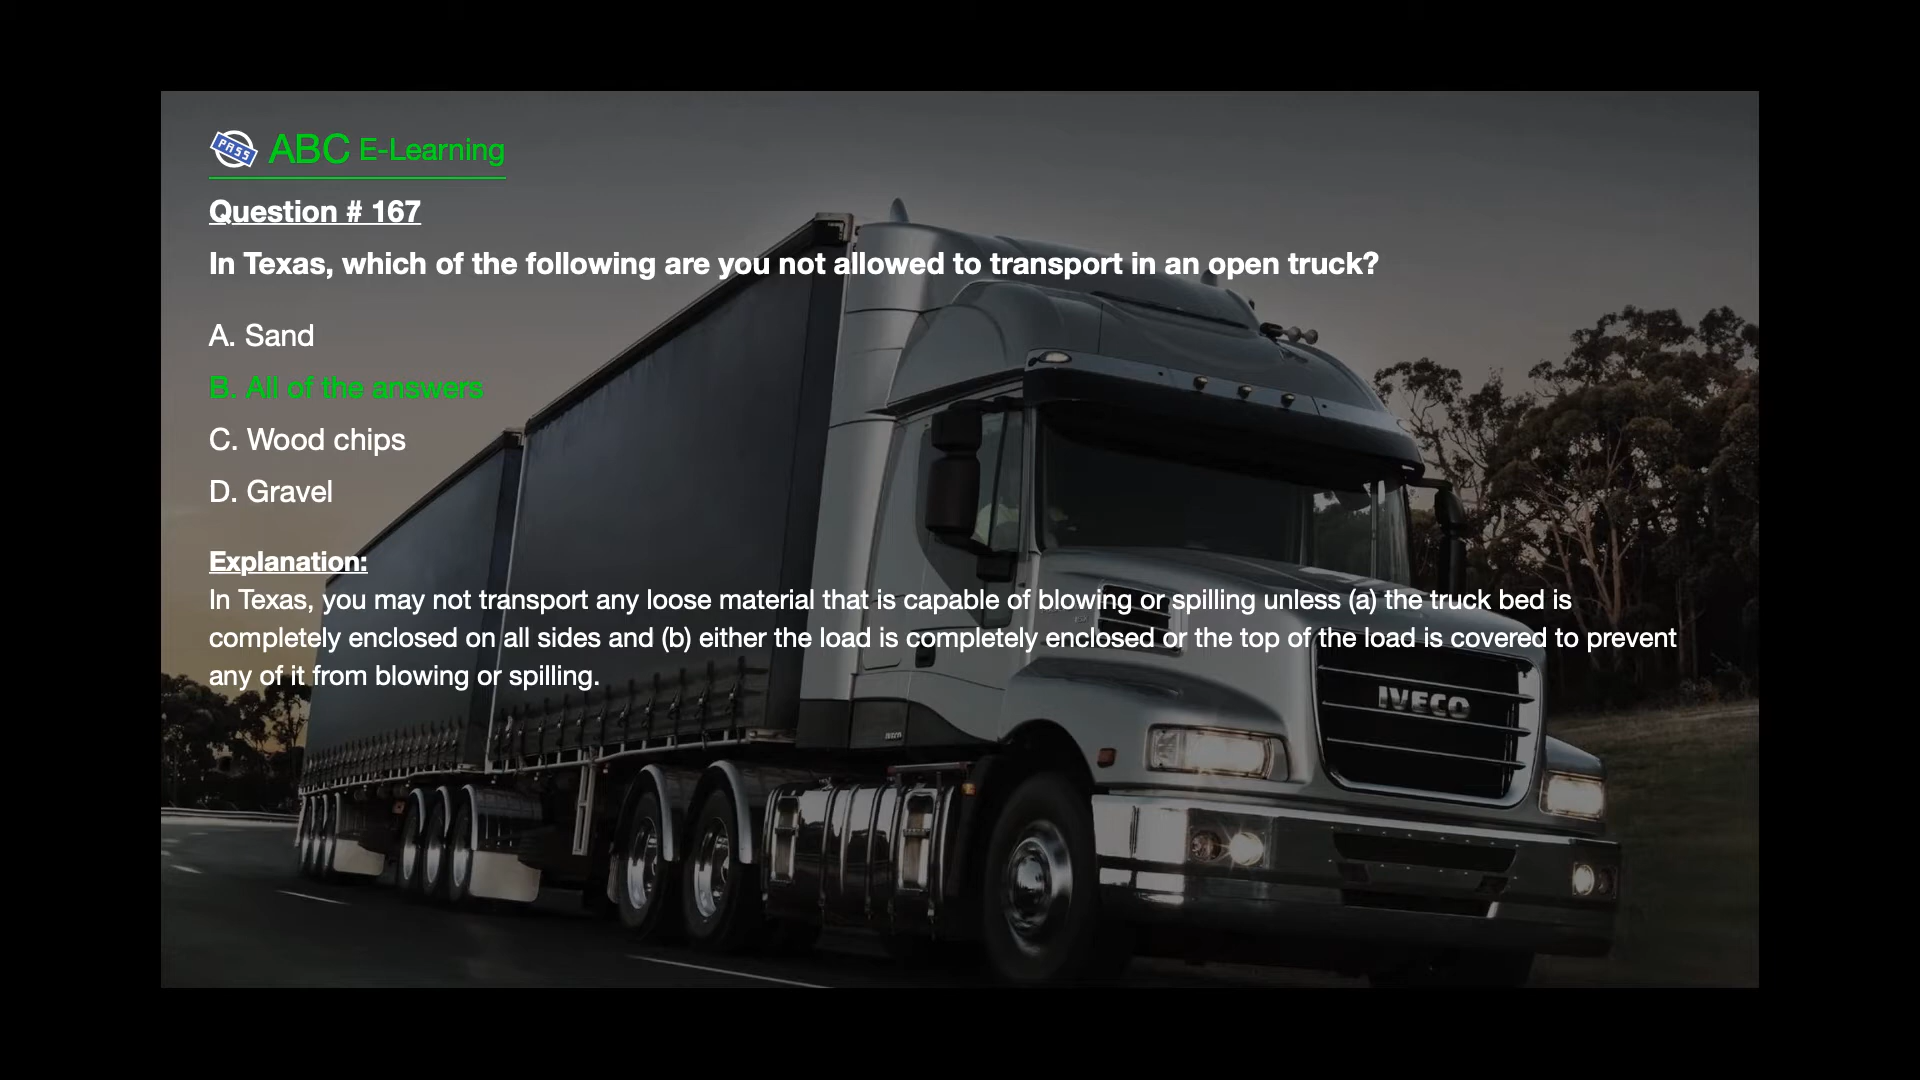 PASS
ABC E-Learning
Question # 167
In Texas, which of the following are you not allowed to transport in an open truck?
A. Sand
B. All of the answers
C. Wood chips
D. Gravel
Explanation:
In Texas, you may not transport any loose material that is capable of blowing or spilling unless (a) the truck bed is
completely enclosed on all sides and (b) either the load is completely enclosed or the top of the load is covered to prevent
any of it from blowing or spilling.
IVECO